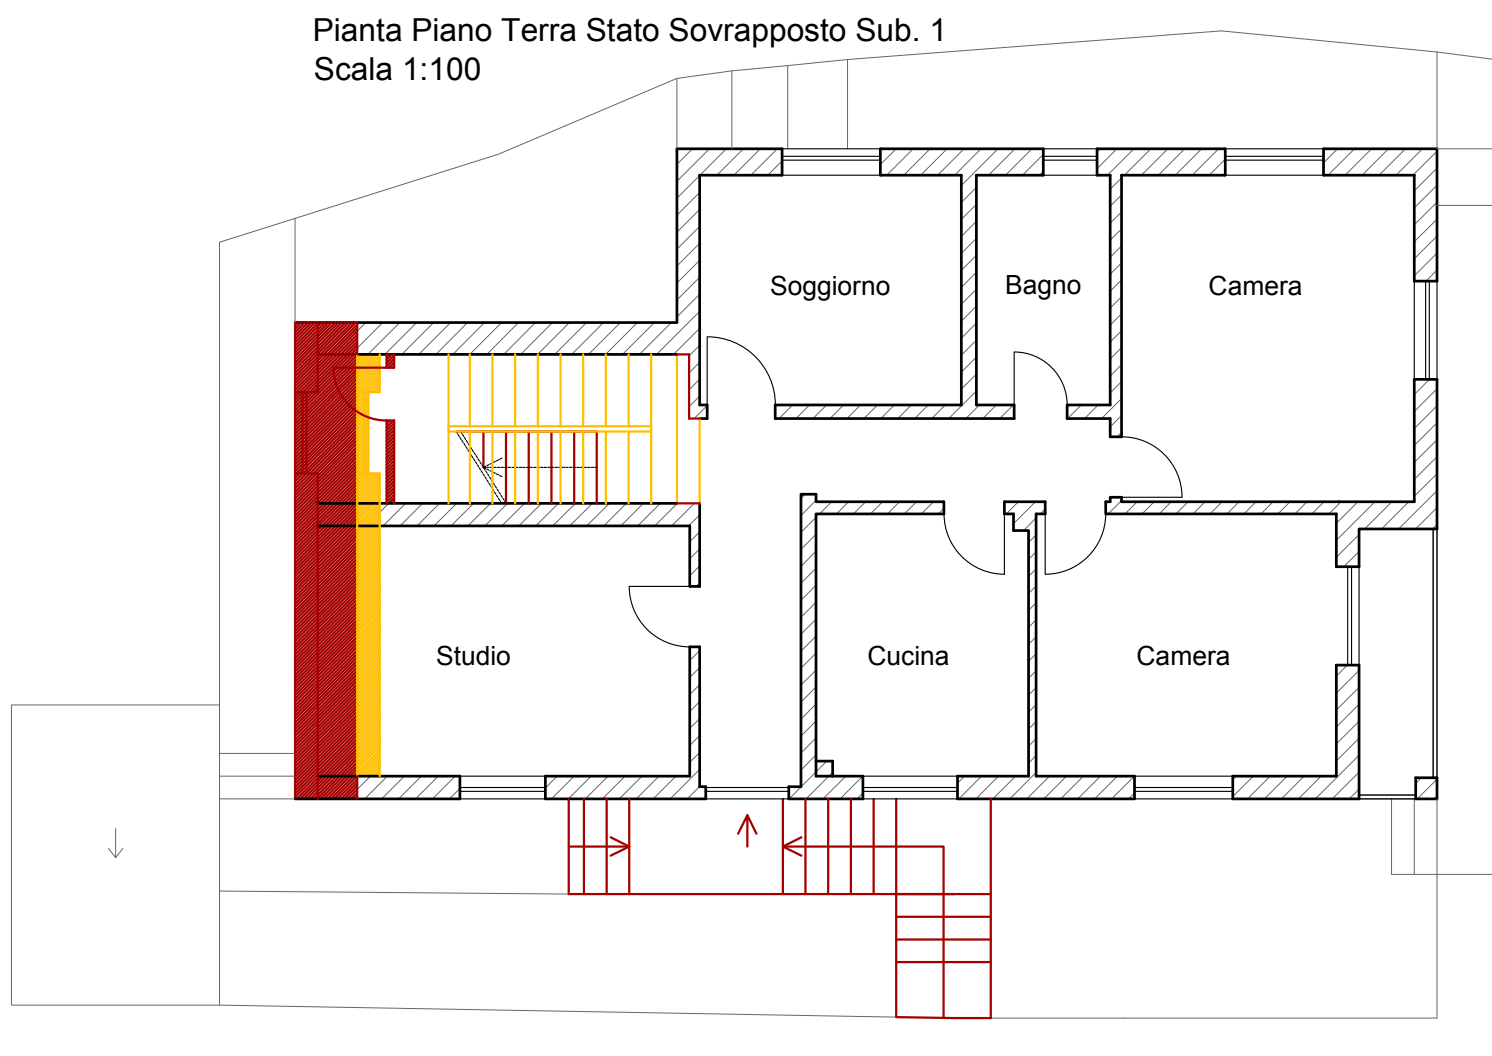 Pianta Piano Terra Stato Sovrapposto Sub. 1
Scala 1:100
Soggiorno
Bagno
Camera
Studio
Cucina
Camera